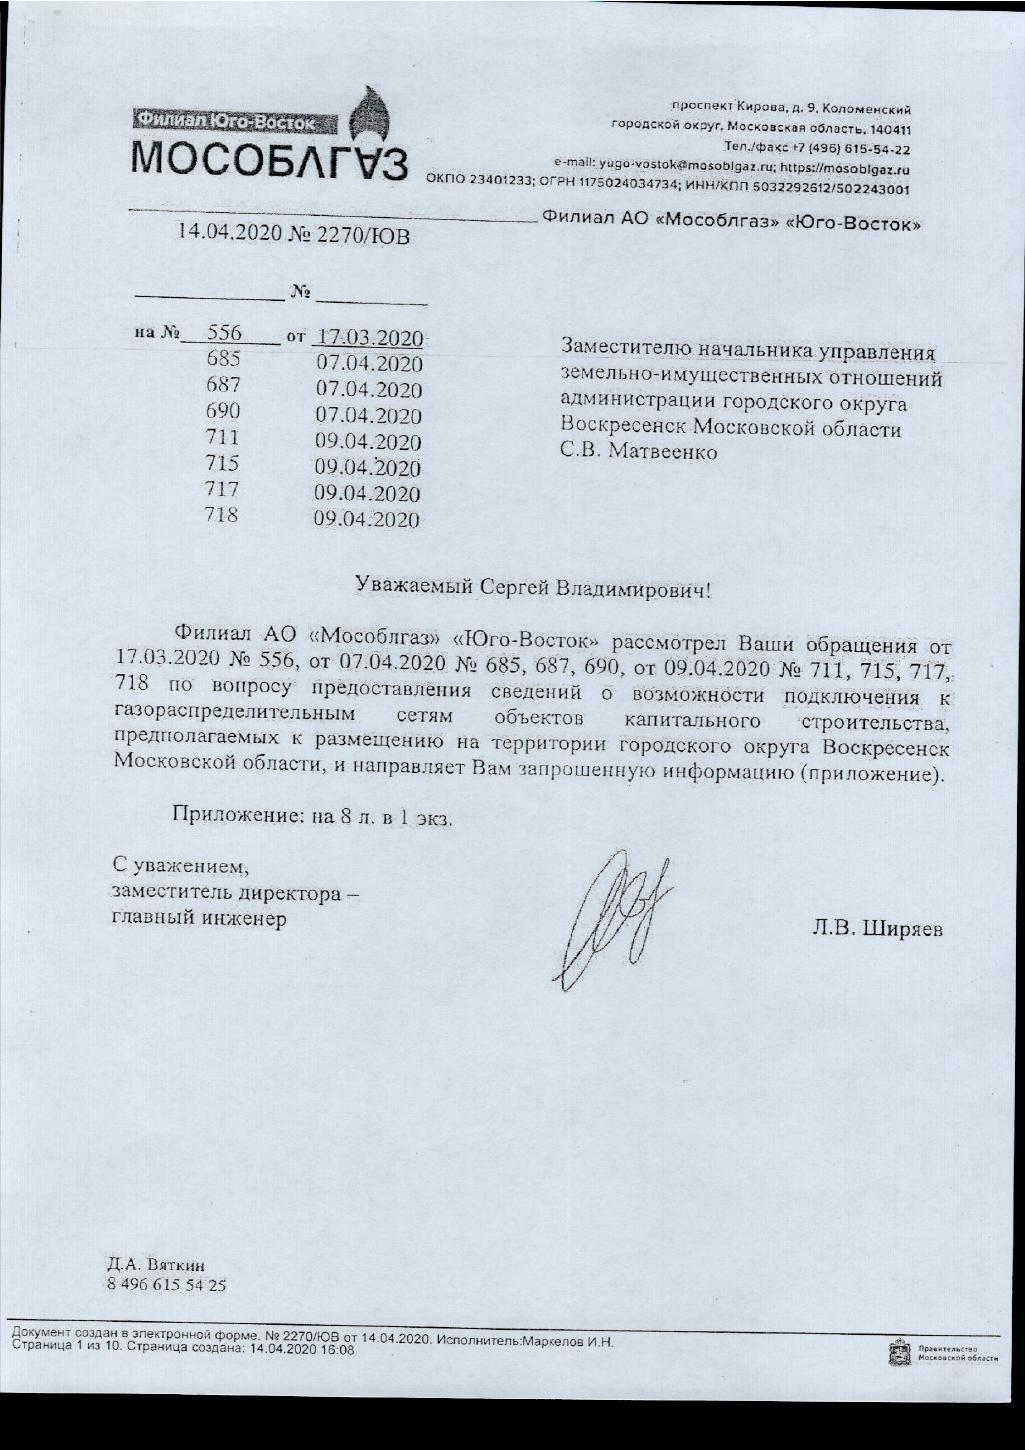 Филиал Юго-Восток
МОСОБЛГАЗ
проспект Кирова, д. 9, Коломенский
городской округ, Московская область, 140411
Тел./факс +7 (496) 615-54-22
e-mail: yugo-vostok@mosoblgaz.ru; https://mosoblgaz.ru
ОКПО 23401233; ОГРН 1175024034734; ИНН/КПП 5032292612/502243001
Филиал АО «Мособлгаз» «Юго-Восток»
14.04.2020 № 2270/ЮВ
№
на № 556 от 17.03.2020
685 07.04.2020
687 07.04.2020
690 07.04.2020
711 09.04.2020
715 09.04.2020
717 09.04.2020
718 09.04.2020
Заместителю начальника управления
земельно-имущественных отношений
администрации городского округа
Воскресенск Московской области
С.В. Матвеенко
Уважаемый Сергей Владимирович!
Филиал АО «Мособлгаз» «Юго-Восток» рассмотрел Ваши обращения от
17.03.2020 № 556, от 07.04.2020 № 685, 687, 690, от 09.04.2020 № 711, 715, 717,
718 по вопросу предоставления сведений о возможности подключения к
газораспределительным сетям объектов капитального строительства,
предполагаемых к размещению на территории городского округа Воскресенск
Московской области, и направляет Вам запрошенную информацию (приложение).
Приложение: на 8 л. в 1 экз.
С уважением,
заместитель директора –
главный инженер
Л.В. Ширяев
Д.А. Вяткин
8 496 615 54 25
Документ создан в электронной форме. № 2270/ЮВ от 14.04.2020. Исполнитель:Маркелов И.Н.
Страница 1 из 10. Страница создана: 14.04.2020 16:08
Правительство
Московской области